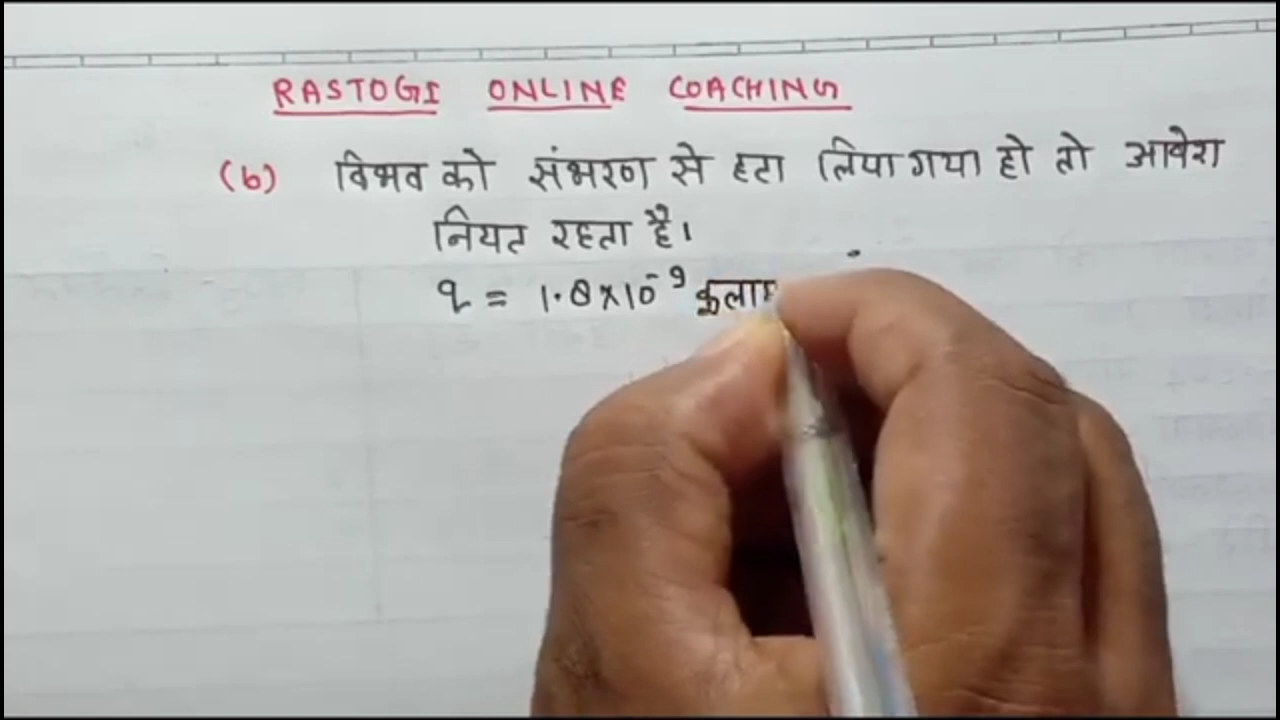 RASTOGI ONLINE COACHING
(b) विभव को संभरण से हटा लिया गया हो तो आवेश
नियत रहता है।
q = 1.8×10⁻⁹